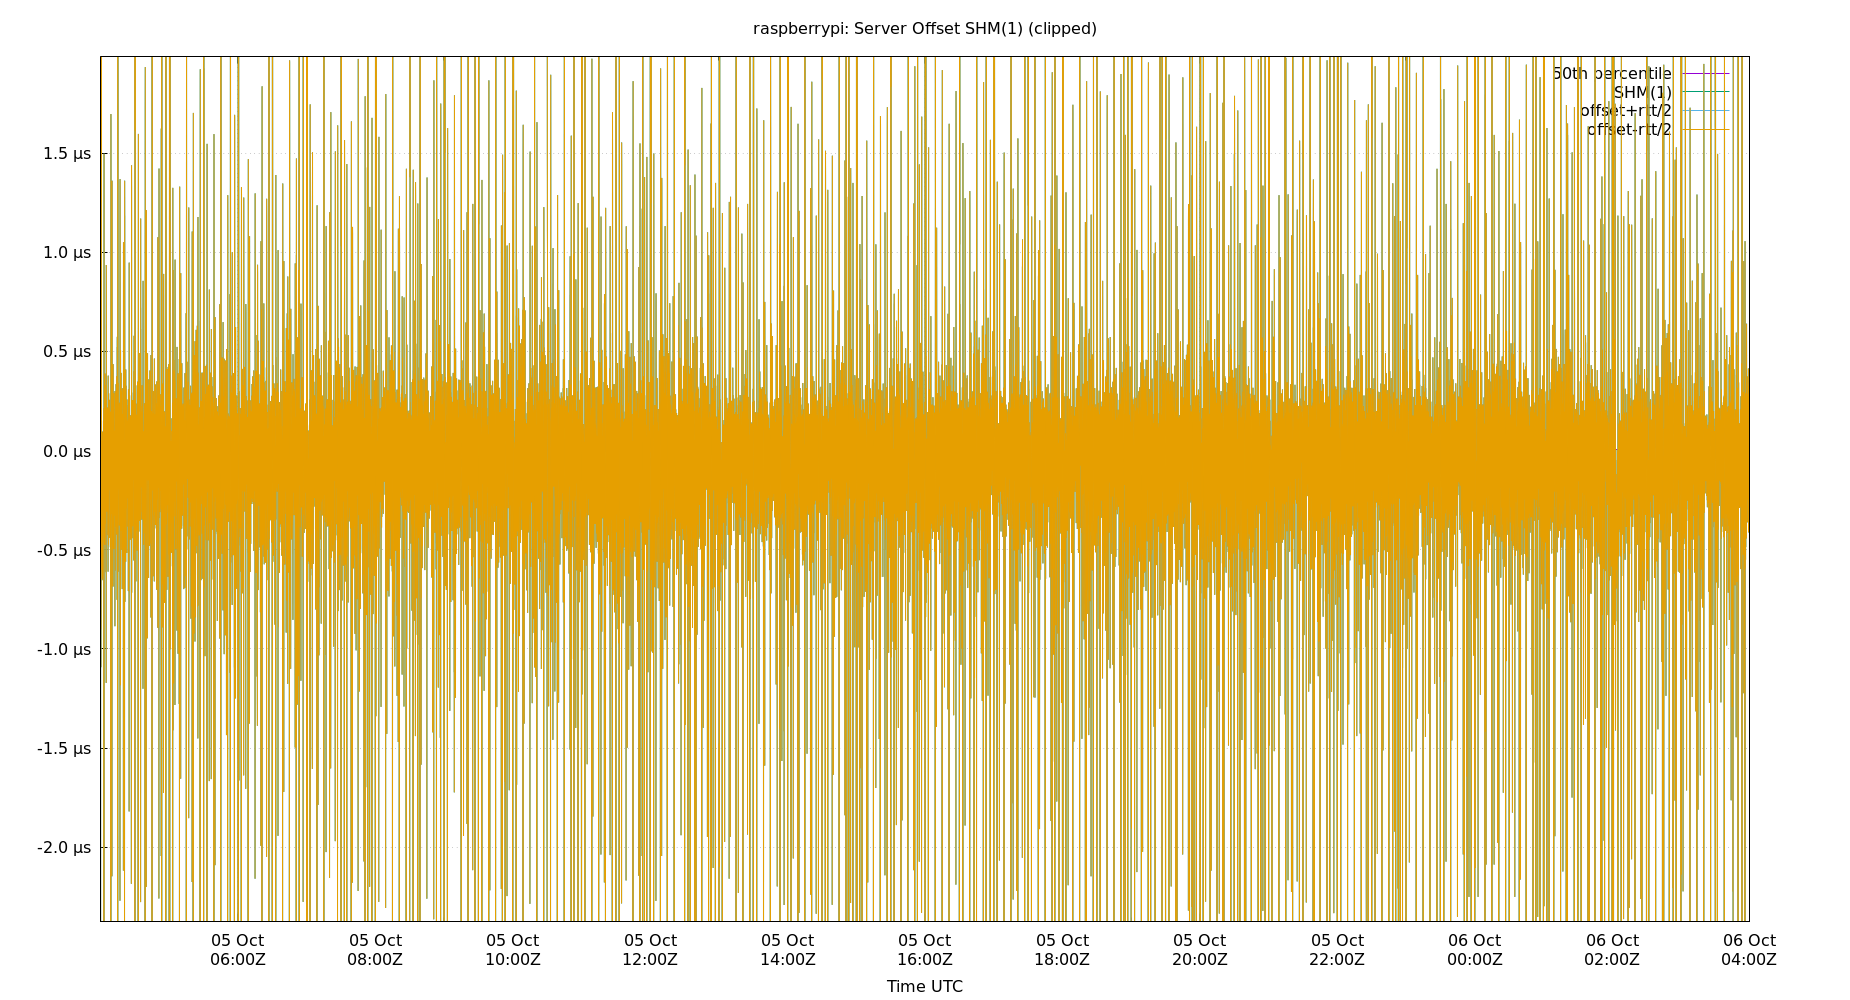 raspberrypi: Server Offset SHM(1) (clipped)
50th percentile
SHM(1)
offset+rtt/2
offset-rtt/2
1.5 µs
1.0 µs
0.5 µs
0.0 µs
-0.5 µs
-1.0 µs
-1.5 µs
-2.0 µs
05 Oct 05 Oct 05 Oct 05 Oct 05 Oct 05 Oct 05 Oct 05 Oct 05 Oct 06 Oct 06 Oct 06 Oct
06:00Z 08:00Z 10:00Z 12:00Z 14:00Z 16:00Z 18:00Z 20:00Z 22:00Z 00:00Z 02:00Z 04:00Z
Time UTC